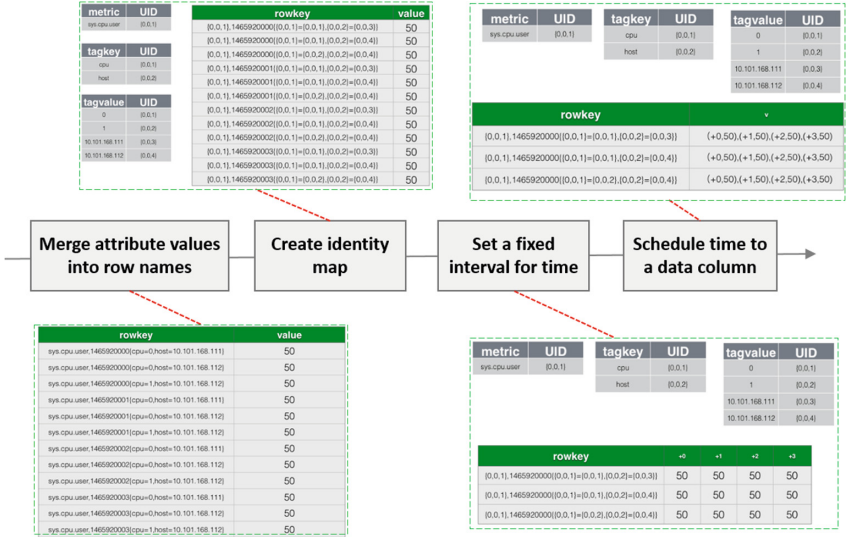 metric UID
sys.cpu.user {0,0,1}
tagkey UID
cpu {0,0,1}
host {0,0,2}
tagvalue UID
0 {0,0,1}
1 {0,0,2}
10.101.168.111 {0,0,3}
10.101.168.112 {0,0,4}
rowkey value
{0,0,1},1465920000{{0,0,1}={0,0,1},{0,0,2}={0,0,3}} 50
{0,0,1},1465920000{{0,0,1}={0,0,1},{0,0,2}={0,0,4}} 50
{0,0,1},1465920000{{0,0,1}={0,0,2},{0,0,2}={0,0,4}} 50
{0,0,1},1465920001{{0,0,1}={0,0,1},{0,0,2}={0,0,3}} 50
{0,0,1},1465920001{{0,0,1}={0,0,1},{0,0,2}={0,0,4}} 50
{0,0,1},1465920001{{0,0,1}={0,0,2},{0,0,2}={0,0,4}} 50
{0,0,1},1465920002{{0,0,1}={0,0,1},{0,0,2}={0,0,3}} 50
{0,0,1},1465920002{{0,0,1}={0,0,1},{0,0,2}={0,0,4}} 50
{0,0,1},1465920002{{0,0,1}={0,0,2},{0,0,2}={0,0,4}} 50
{0,0,1},1465920003{{0,0,1}={0,0,1},{0,0,2}={0,0,3}} 50
{0,0,1},1465920003{{0,0,1}={0,0,1},{0,0,2}={0,0,4}} 50
{0,0,1},1465920003{{0,0,1}={0,0,2},{0,0,2}={0,0,4}} 50
metric UID
sys.cpu.user {0,0,1}
tagkey UID
cpu {0,0,1}
host {0,0,2}
tagvalue UID
0 {0,0,1}
1 {0,0,2}
10.101.168.111 {0,0,3}
10.101.168.112 {0,0,4}
rowkey v
{0,0,1},1465920000{{0,0,1}={0,0,1},{0,0,2}={0,0,3}} (+0,50),(+1,50),(+2,50),(+3,50)
{0,0,1},1465920000{{0,0,1}={0,0,1},{0,0,2}={0,0,4}} (+0,50),(+1,50),(+2,50),(+3,50)
{0,0,1},1465920000{{0,0,1}={0,0,2},{0,0,2}={0,0,4}} (+0,50),(+1,50),(+2,50),(+3,50)
Merge attribute values
into row names
Create identity
map
Set a fixed
interval for time
Schedule time to
a data column
rowkey value
sys.cpu.user,1465920000{cpu=0,host=10.101.168.111} 50
sys.cpu.user,1465920000{cpu=0,host=10.101.168.112} 50
sys.cpu.user,1465920000{cpu=1,host=10.101.168.112} 50
sys.cpu.user,1465920001{cpu=0,host=10.101.168.111} 50
sys.cpu.user,1465920001{cpu=0,host=10.101.168.112} 50
sys.cpu.user,1465920001{cpu=1,host=10.101.168.112} 50
sys.cpu.user,1465920002{cpu=0,host=10.101.168.111} 50
sys.cpu.user,1465920002{cpu=0,host=10.101.168.112} 50
sys.cpu.user,1465920002{cpu=1,host=10.101.168.112} 50
sys.cpu.user,1465920003{cpu=0,host=10.101.168.111} 50
sys.cpu.user,1465920003{cpu=0,host=10.101.168.112} 50
sys.cpu.user,1465920003{cpu=1,host=10.101.168.112} 50
metric UID
sys.cpu.user {0,0,1}
tagkey UID
cpu {0,0,1}
host {0,0,2}
tagvalue UID
0 {0,0,1}
1 {0,0,2}
10.101.168.111 {0,0,3}
10.101.168.112 {0,0,4}
rowkey +0 +1 +2 +3
{0,0,1},1465920000{{0,0,1}={0,0,1},{0,0,2}={0,0,3}} 50 50 50 50
{0,0,1},1465920000{{0,0,1}={0,0,1},{0,0,2}={0,0,4}} 50 50 50 50
{0,0,1},1465920000{{0,0,1}={0,0,2},{0,0,2}={0,0,4}} 50 50 50 50